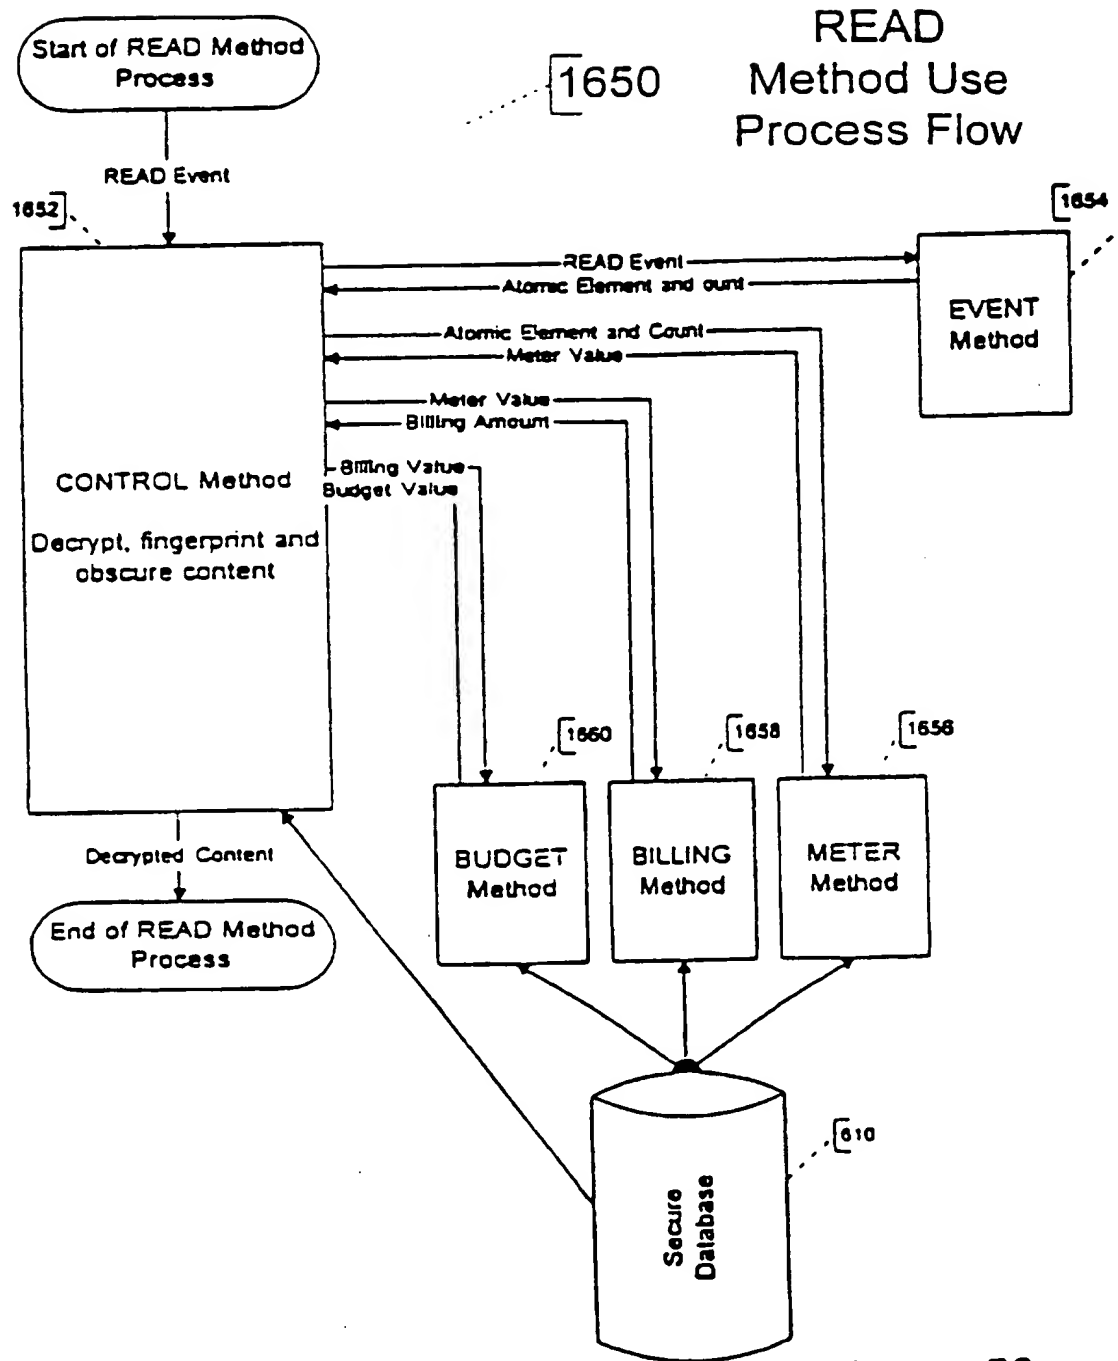 READ
Method Use
Process Flow
1650
Start of READ Method
Process
READ Event
1652
1654
READ Event
Atomic Element and ount
EVENT
Method
Atomic Element and Count
Meter Value
Meter Value
Billing Amount
Billing Value
Budget Value
CONTROL Method
Decrypt, fingerprint and
obscure content
1660
1658
1656
BUDGET
Method
BILLING
Method
METER
Method
Decrypted Content
End of READ Method
Process
610
Secure
Database